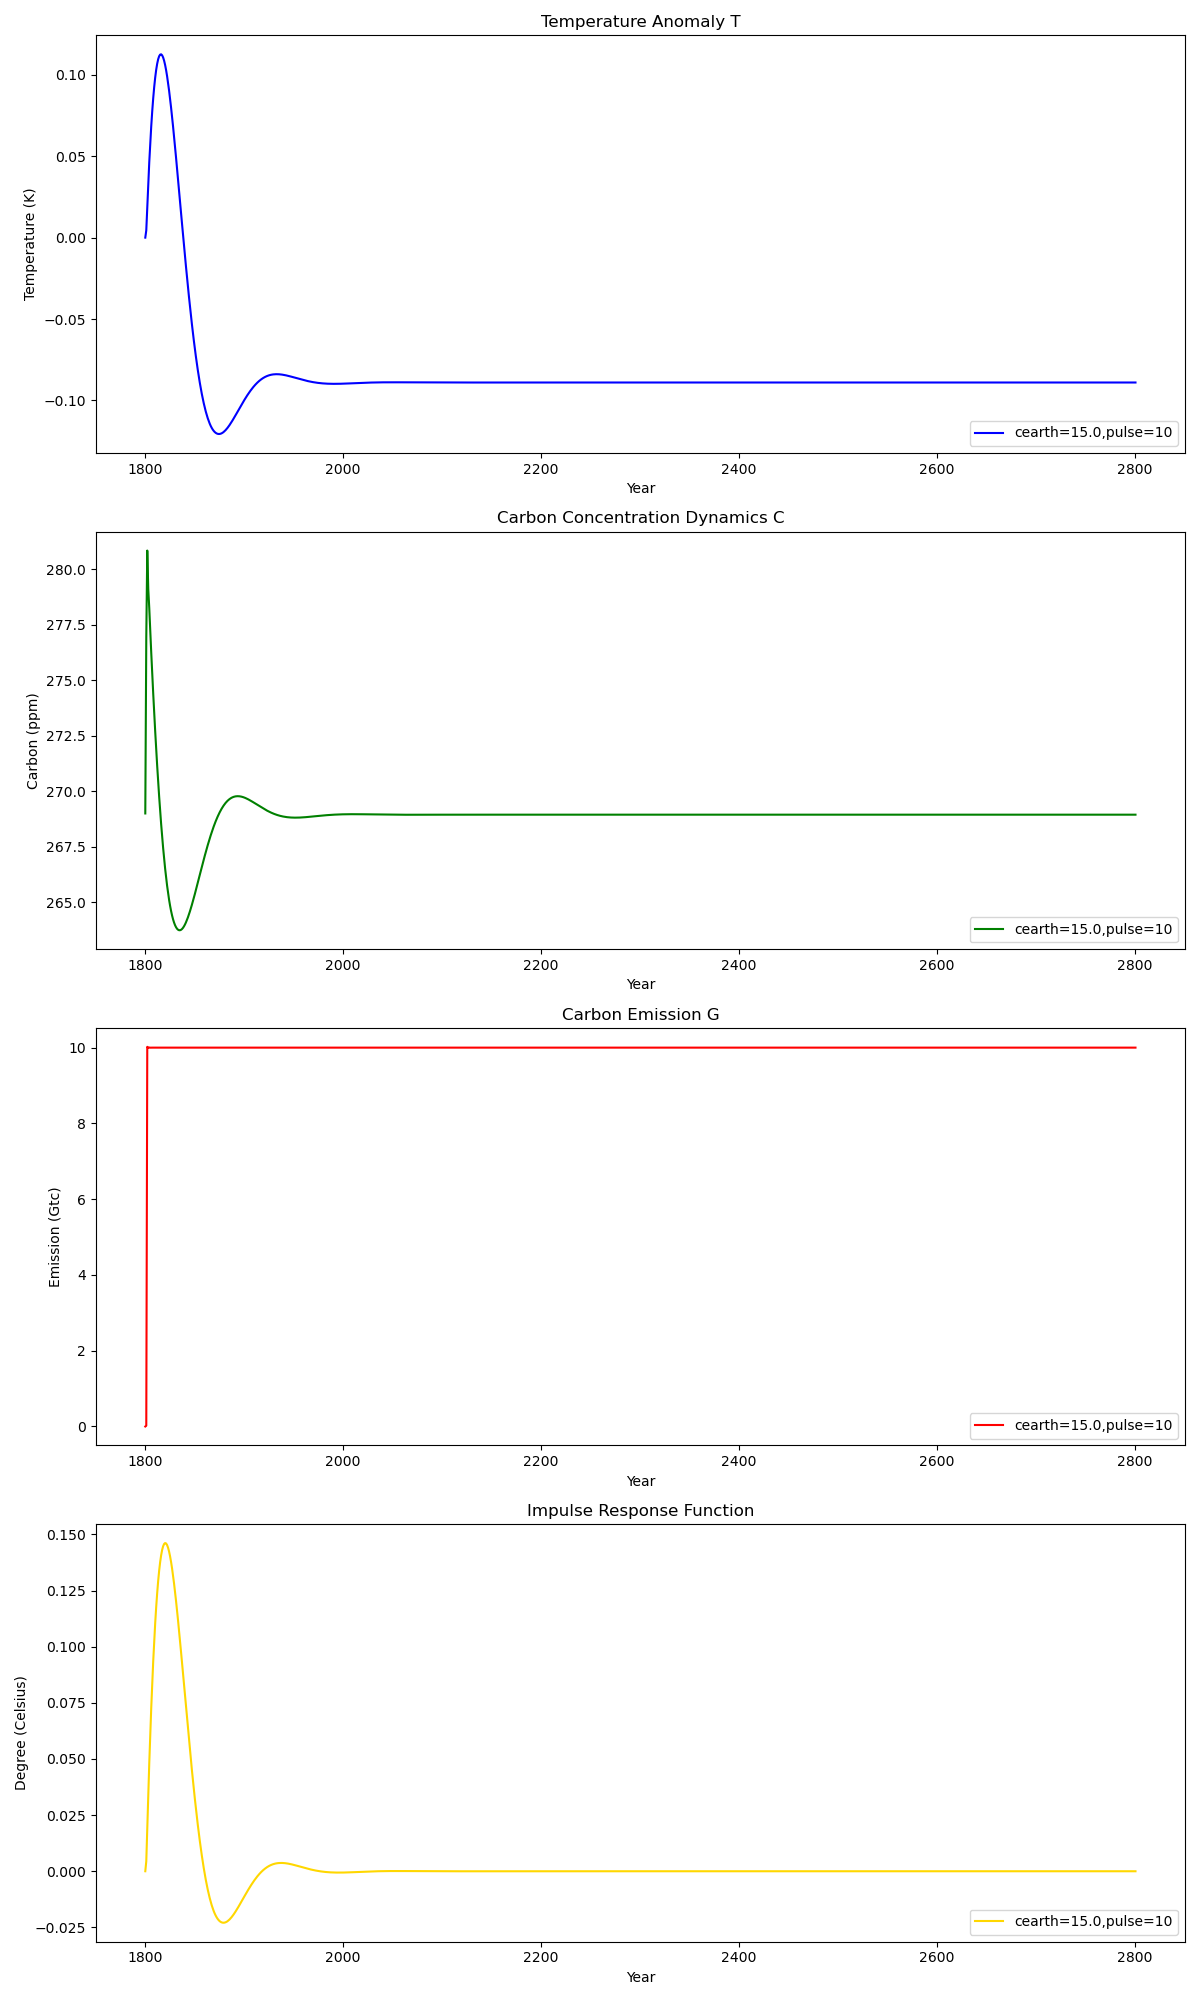 Temperature Anomaly T
Temperature (K)
0.10
0.05
0.00
−0.05
−0.10
cearth=15.0,pulse=10
1800 2000 2200 2400 2600 2800
Year
Carbon Concentration Dynamics C
Carbon (ppm)
280.0
277.5
275.0
272.5
270.0
267.5
265.0
cearth=15.0,pulse=10
1800 2000 2200 2400 2600 2800
Year
Carbon Emission G
Emission (Gtc)
10
8
6
4
2
0
cearth=15.0,pulse=10
1800 2000 2200 2400 2600 2800
Year
Impulse Response Function
Degree (Celsius)
0.150
0.125
0.100
0.075
0.050
0.025
0.000
−0.025
cearth=15.0,pulse=10
1800 2000 2200 2400 2600 2800
Year